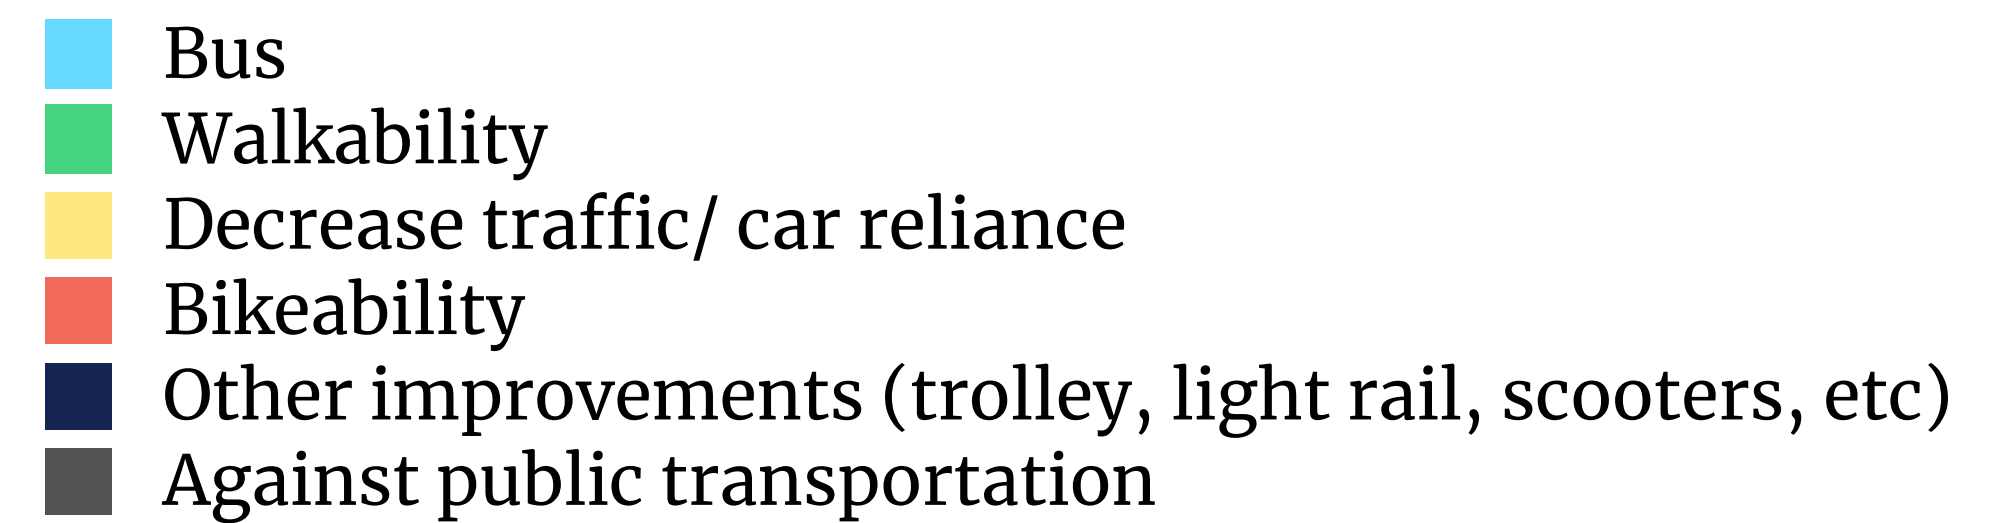 Bus
Walkability
Decrease traffic/ car reliance
Bikeability
Other improvements (trolley, light rail, scooters, etc)
Against public transportation